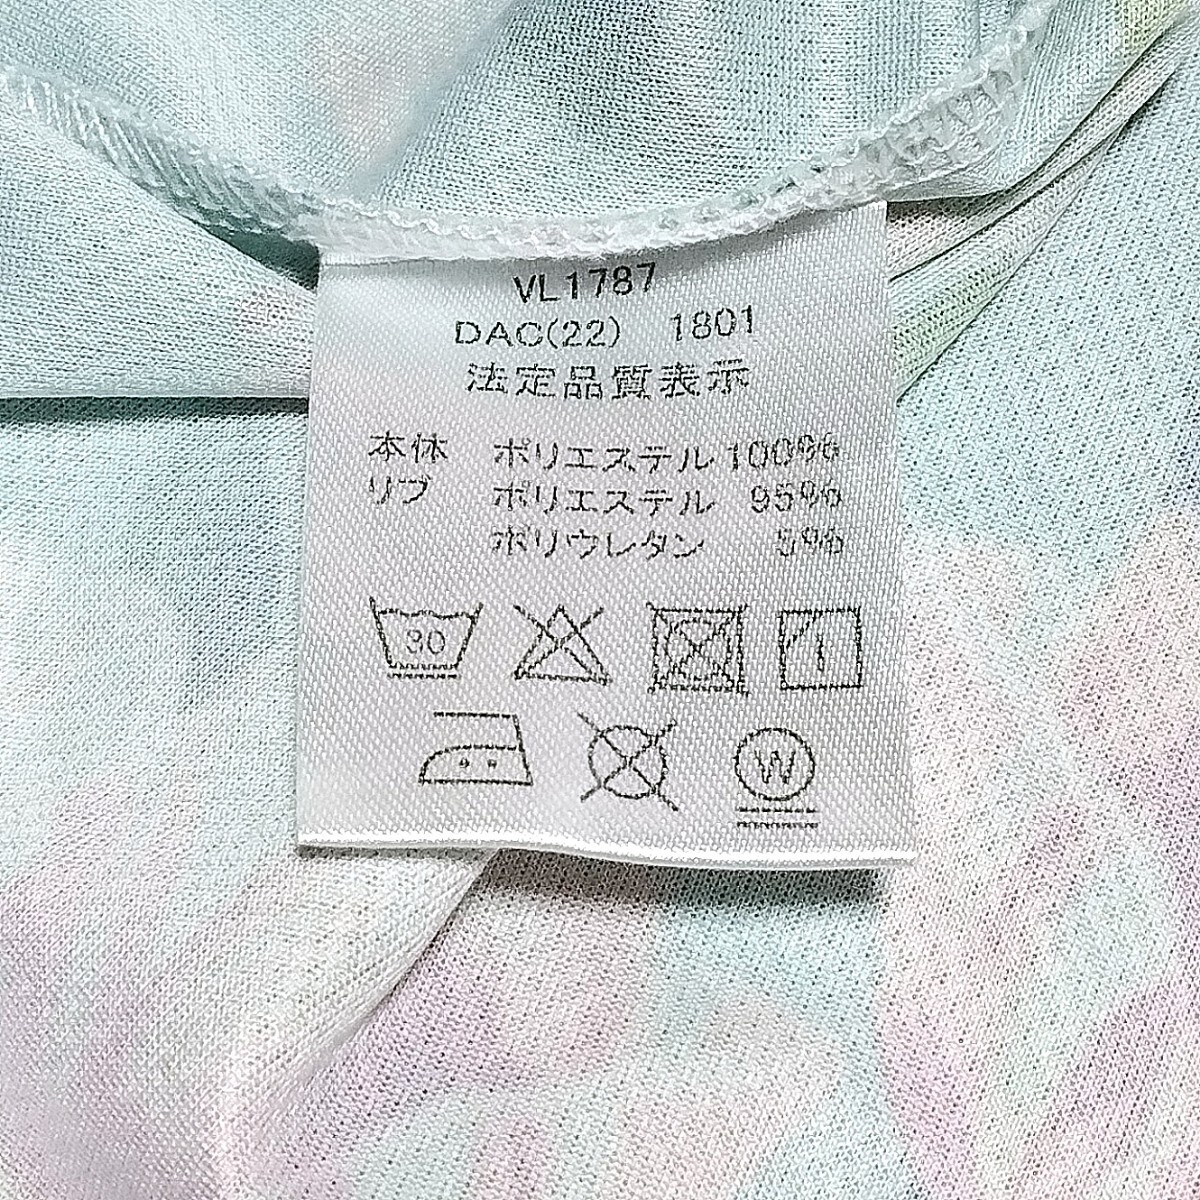 VL1787
DAC(22) 1801
法定品質表示
本体 ポリエステル 100%
リブ ポリエステル 95%
ポリウレタン 5%
30
W